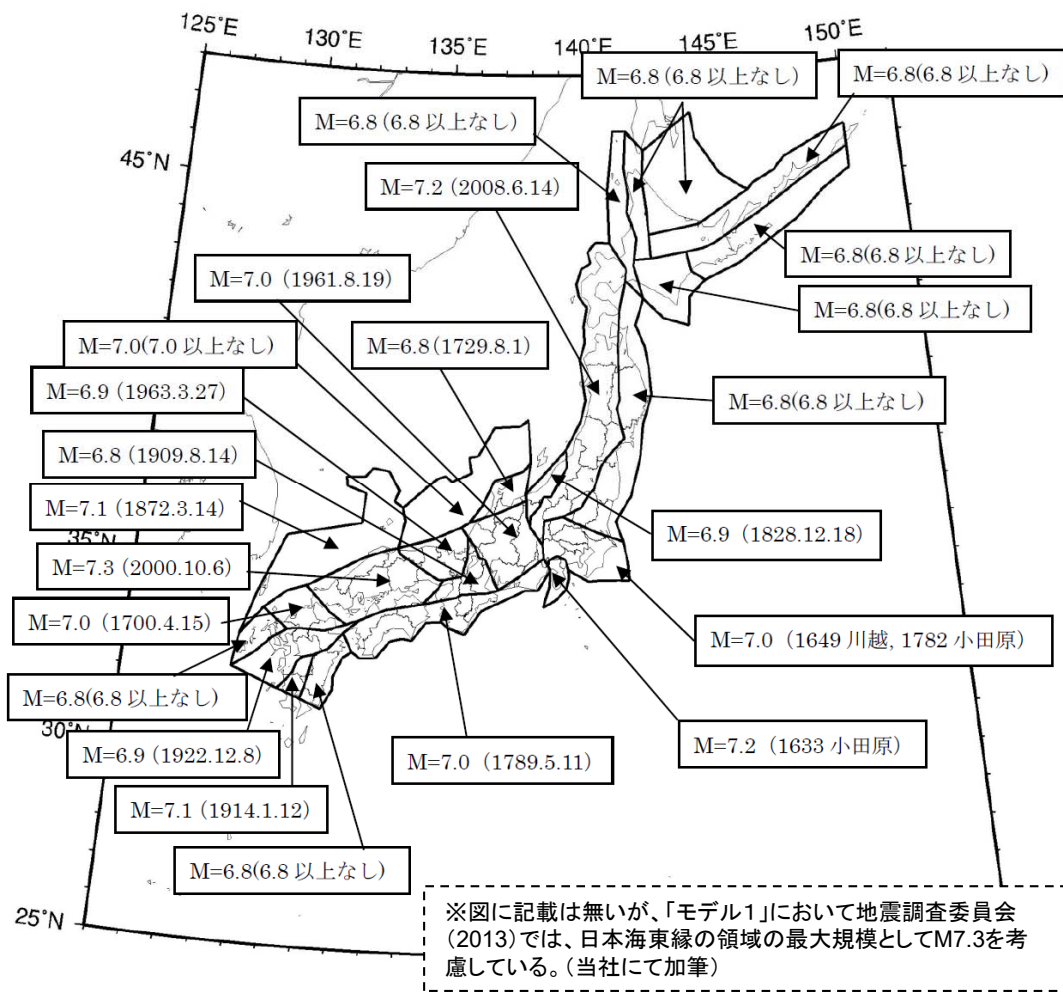 125°E
130°E
135°E
140°E
145°E
150°E
M=6.8 (6.8 以上なし)
M=6.8(6.8 以上なし)
M=6.8 (6.8 以上なし)
45°N
M=7.2 (2008.6.14)
M=6.8(6.8 以上なし)
M=7.0 (1961.8.19)
M=6.8(6.8 以上なし)
M=7.0(7.0 以上なし)
M=6.8 (1729.8.1)
M=6.9 (1963.3.27)
M=6.8(6.8 以上なし)
M=6.8 (1909.8.14)
M=7.1 (1872.3.14)
35°N
M=6.9 (1828.12.18)
M=7.3 (2000.10.6)
M=7.0 (1700.4.15)
M=7.0 (1649 川越, 1782 小田原)
M=6.8(6.8 以上なし)
30°N
M=6.9 (1922.12.8)
M=7.0 (1789.5.11)
M=7.2 (1633 小田原)
M=7.1 (1914.1.12)
M=6.8(6.8 以上なし)
25°N
※図に記載は無いが、「モデル1」において地震調査委員会
(2013)では、日本海東縁の領域の最大規模としてM7.3を考
慮している。(当社にて加筆)